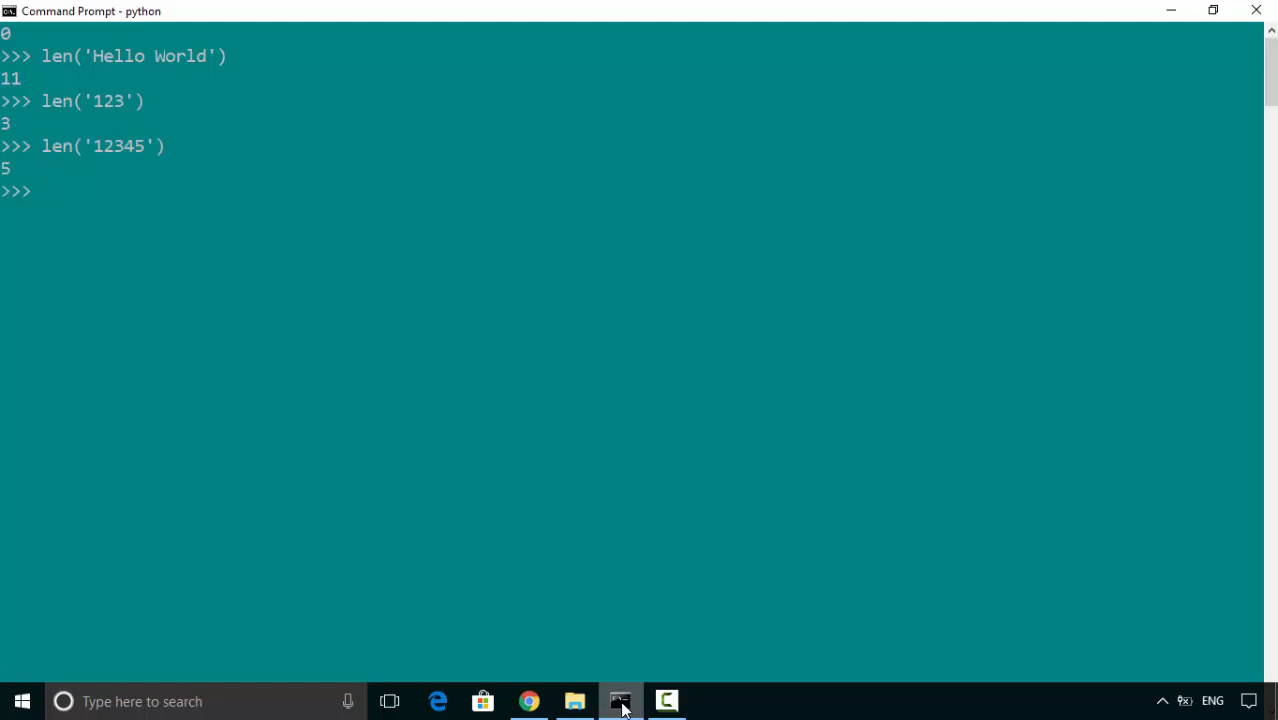 Command Prompt - python
0
>>> len('Hello World')
11
>>> len('123')
3
>>> len('12345')
5
>>>
Type here to search
ENG